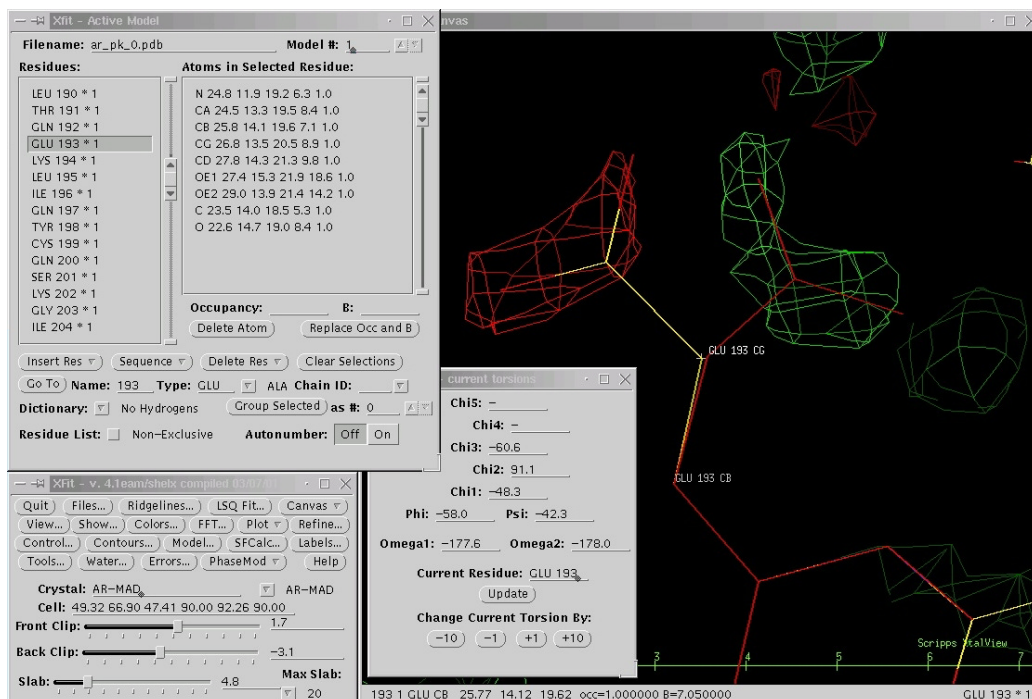 Xfit - Active Model
Filename: ar_pk_0.pdb Model #: 1
Residues: Atoms in Selected Residue:
LEU 190 * 1
THR 191 * 1
GLN 192 * 1
GLU 193 * 1
LYS 194 * 1
LEU 195 * 1
ILE 196 * 1
GLN 197 * 1
TYR 198 * 1
CYS 199 * 1
GLN 200 * 1
SER 201 * 1
LYS 202 * 1
GLY 203 * 1
ILE 204 * 1
N 24.8 11.9 19.2 6.3 1.0
CA 24.5 13.3 19.5 8.4 1.0
CB 25.8 14.1 19.6 7.1 1.0
CG 26.8 13.5 20.5 8.9 1.0
CD 27.8 14.3 21.3 9.8 1.0
OE1 27.4 15.3 21.9 18.6 1.0
OE2 29.0 13.9 21.4 14.2 1.0
C 23.5 14.0 18.5 5.3 1.0
O 22.6 14.7 19.0 8.4 1.0
Occupancy: B:
Delete Atom Replace Occ and B
Insert Res Sequence Delete Res Clear Selections
Go To Name: 193 Type: GLU ALA Chain ID:
Dictionary: No Hydrogens Group Selected as #: 0
Residue List: Non-Exclusive Autonumber: Off On
XFit - v. 4.1eam/shelx compiled 03/07/01
Quit Files... Ridgelines... LSQ Fit... Canvas
View... Show... Colors... FFT... Plot Refine...
Control... Contours... Model... SFCalc... Labels...
Tools... Water... Errors... PhaseMod Help
Crystal: AR-MAD AR-MAD
Cell: 49.32 66.90 47.41 90.00 92.26 90.00
Front Clip: 1.7
Back Clip: -3.1
Slab: 4.8 Max Slab: 20
current torsions
Chi5: -
Chi4: -
Chi3: -60.6
Chi2: 91.1
Chi1: -48.3
Phi: -58.0 Psi: -42.3
Omega1: -177.6 Omega2: -178.0
Current Residue: GLU 193
Update
Change Current Torsion By:
-10 -1 +1 +10
GLU 193 CG
GLU 193 CB
Scripps XtalView
3 4 5 6 7
193 1 GLU CB 25.77 14.12 19.62 occ=1.000000 B=7.050000 GLU 193 * 1